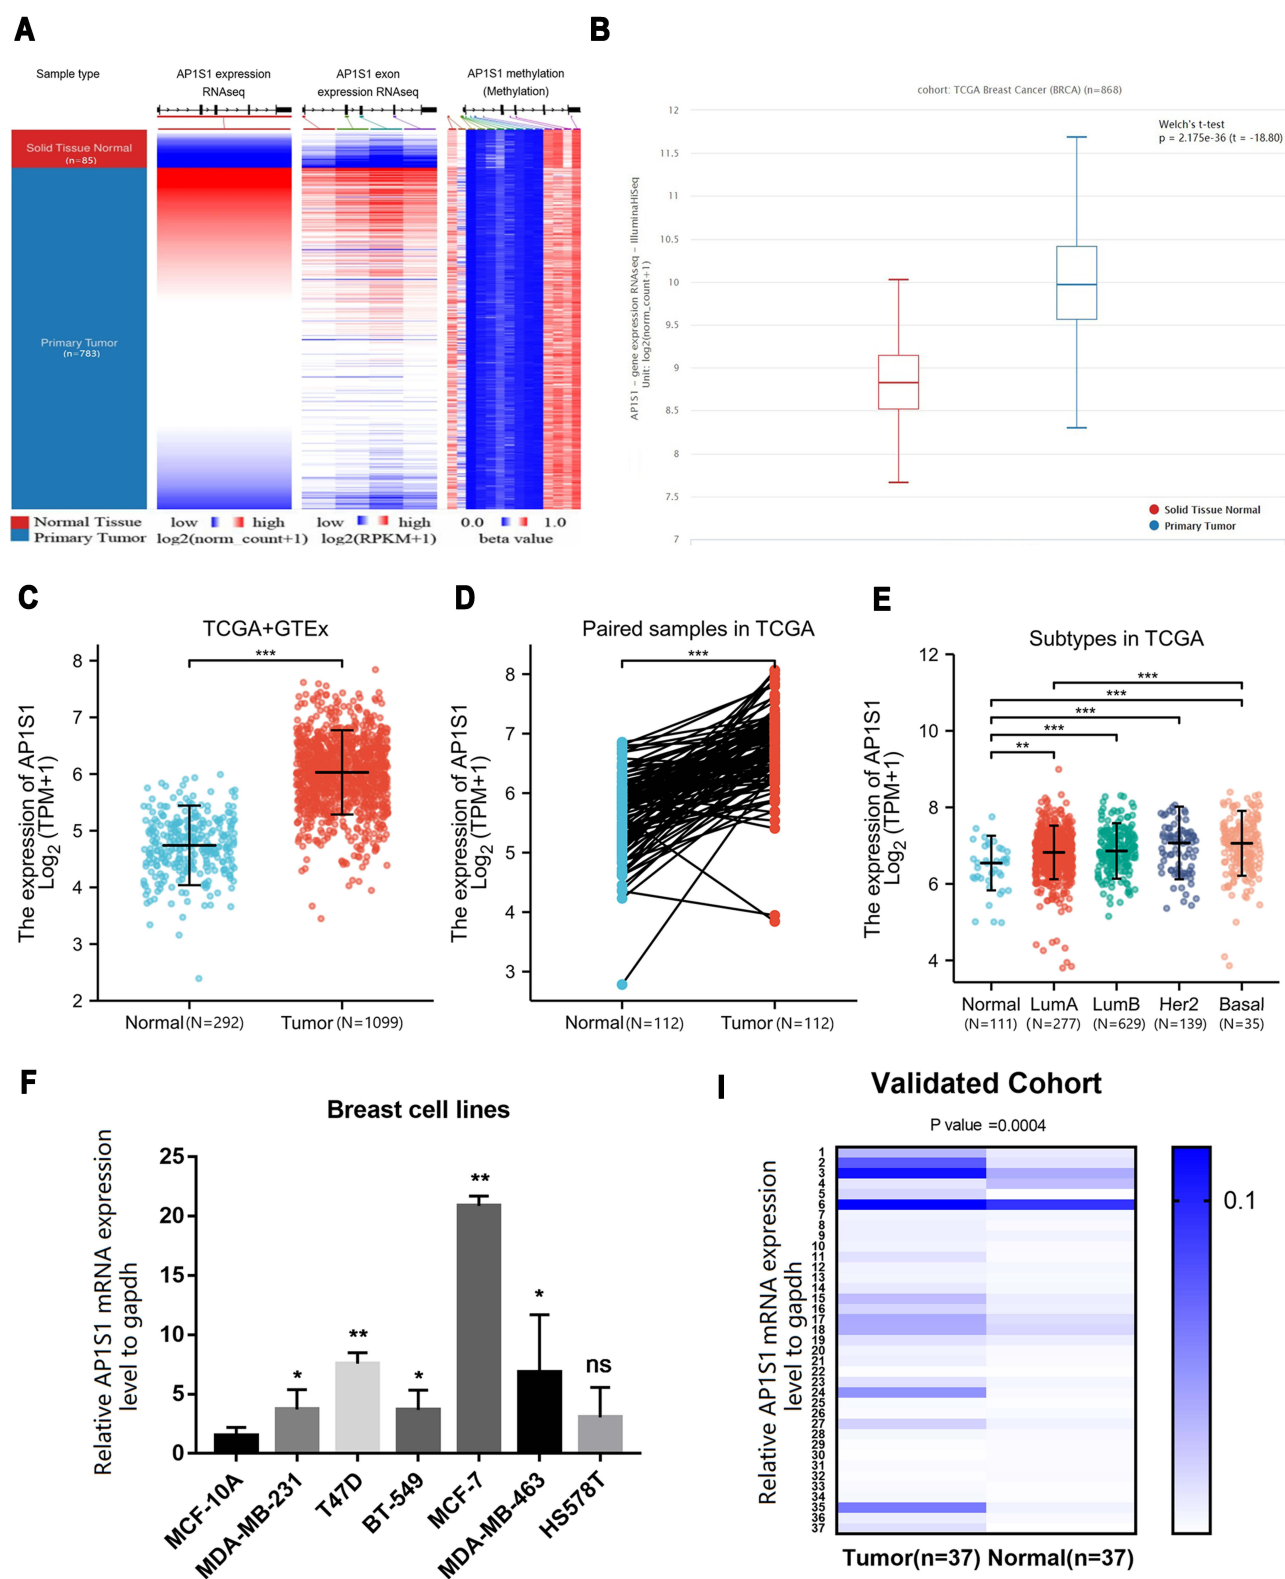 A
Sample type
AP1S1 expression
RNAseq
AP1S1 exon
expression RNAseq
AP1S1 methylation
(Methylation)
Solid Tissue Normal
(n=85)
Primary Tumor
(n=783)
Normal Tissue
Primary Tumor
low high
log2(norm_count+1)
low high
log2(RPKM+1)
0.0 1.0
beta value
B
cohort: TCGA Breast Cancer (BRCA) (n=868)
Welch's t-test
p = 2.175e-36 (t = -18.80)
AP1S1 - gene expression RNAseq - IlluminaHiSeq
Unit: log2(norm_count+1)
12
11.5
11
10.5
10
9.5
9
8.5
8
7.5
7
Solid Tissue Normal
Primary Tumor
C
TCGA+GTEx
***
The expression of AP1S1
Log2 (TPM+1)
8
7
6
5
4
3
2
Normal(N=292)
Tumor(N=1099)
D
Paired samples in TCGA
***
The expression of AP1S1
Log2 (TPM+1)
8
7
6
5
4
3
Normal(N=112)
Tumor(N=112)
E
Subtypes in TCGA
***
***
***
***
**
The expression of AP1S1
Log2 (TPM+1)
12
10
8
6
4
Normal LumA LumB Her2 Basal
(N=111) (N=277) (N=629) (N=139) (N=35)
F
Breast cell lines
Relative AP1S1 mRNA expression
level to gapdh
25
20
15
10
5
0
*
**
*
**
*
ns
MCF-10A
MDA-MB-231
T47D
BT-549
MCF-7
MDA-MB-463
HS578T
I
Validated Cohort
P value =0.0004
Relative AP1S1 mRNA expression
level to gapdh
1
2
3
4
5
6
7
8
9
10
11
12
13
14
15
16
17
18
19
20
21
22
23
24
25
26
27
28
29
30
31
32
33
34
35
36
37
0.1
Tumor(n=37) Normal(n=37)